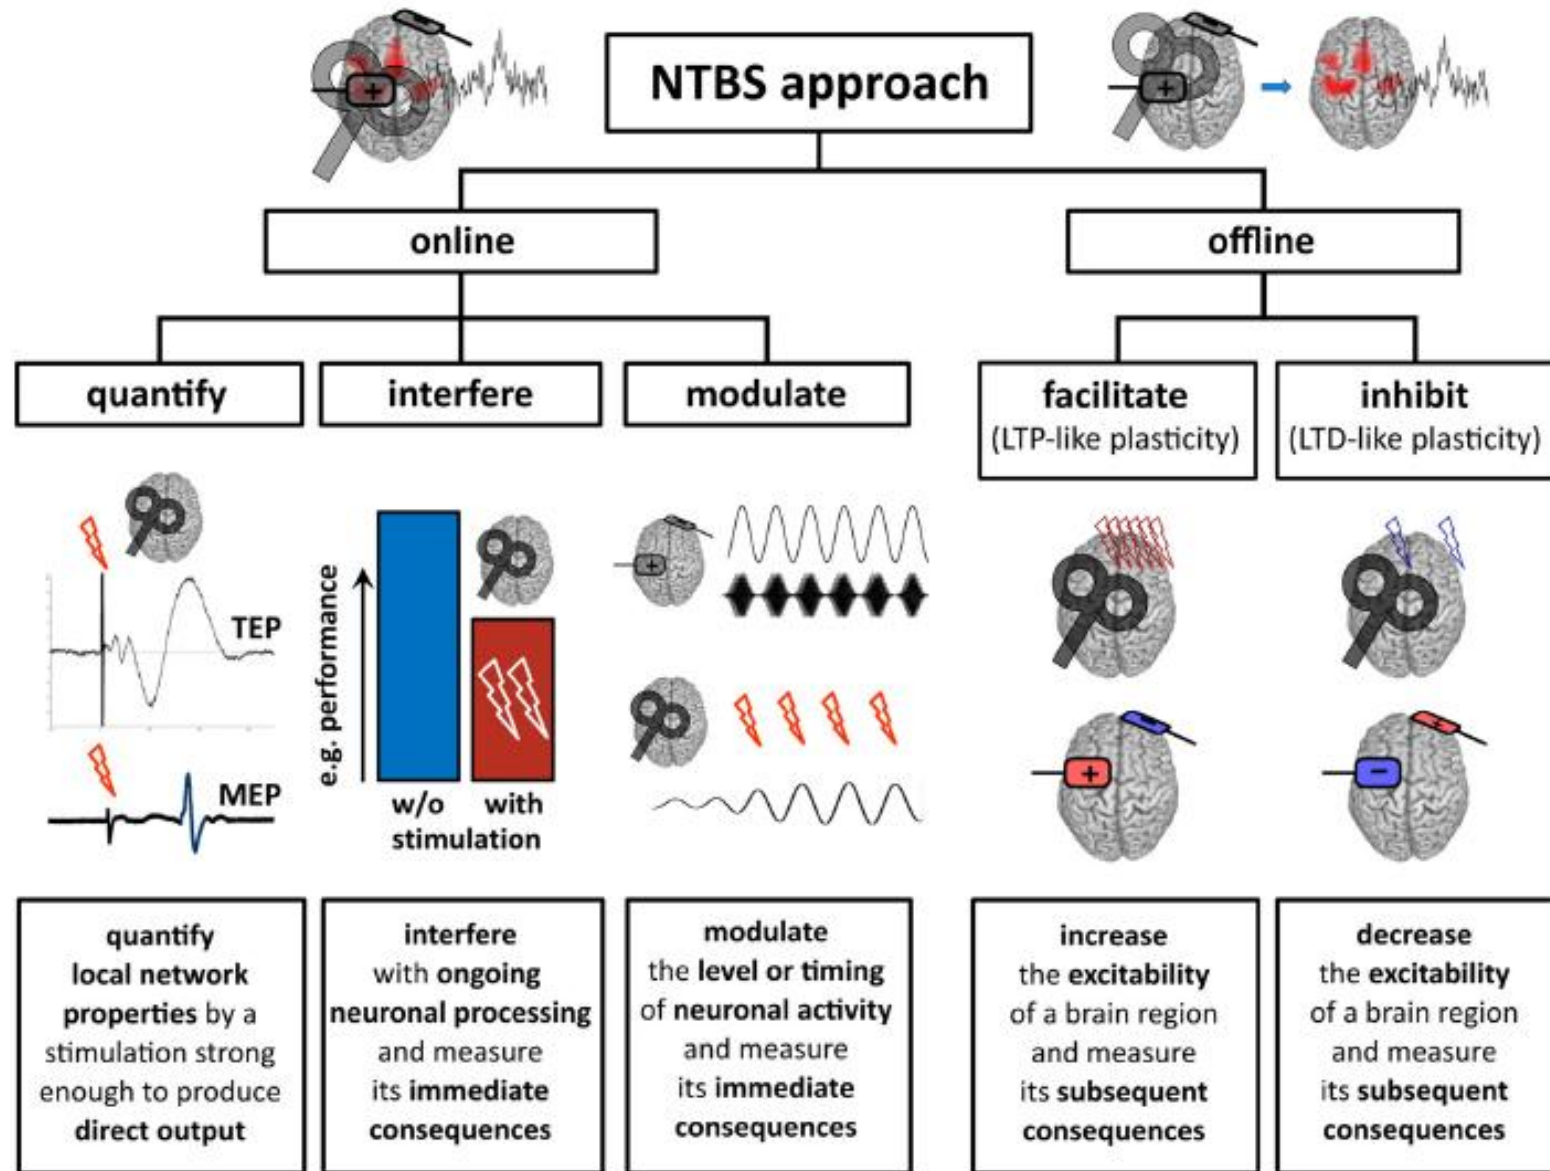 NTBS approach
online
offline
quantify
interfere
modulate
facilitate
(LTP-like plasticity)
inhibit
(LTD-like plasticity)
TEP
MEP
e.g. performance
w/o
with
stimulation
+
+
+
+
-
+
-
+
quantify
local network
properties by a
stimulation strong
enough to produce
direct output
interfere
with ongoing
neuronal processing
and measure
its immediate
consequences
modulate
the level or timing
of neuronal activity
and measure
its immediate
consequences
increase
the excitability
of a brain region
and measure
its subsequent
consequences
decrease
the excitability
of a brain region
and measure
its subsequent
consequences